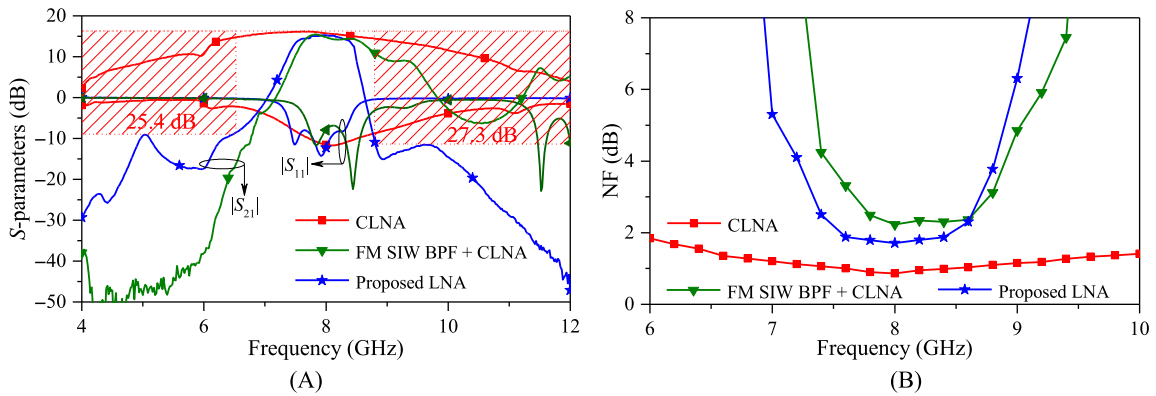 20
10
0
−10
−20
−30
−40
−50
S-parameters (dB)
25.4 dB
27.3 dB
|S11|
|S21|
CLNA
FM SIW BPF + CLNA
Proposed LNA
4 6 8 10 12
Frequency (GHz)
(A)
8
6
4
2
0
NF (dB)
CLNA
FM SIW BPF + CLNA Proposed LNA
6 7 8 9 10
Frequency (GHz)
(B)